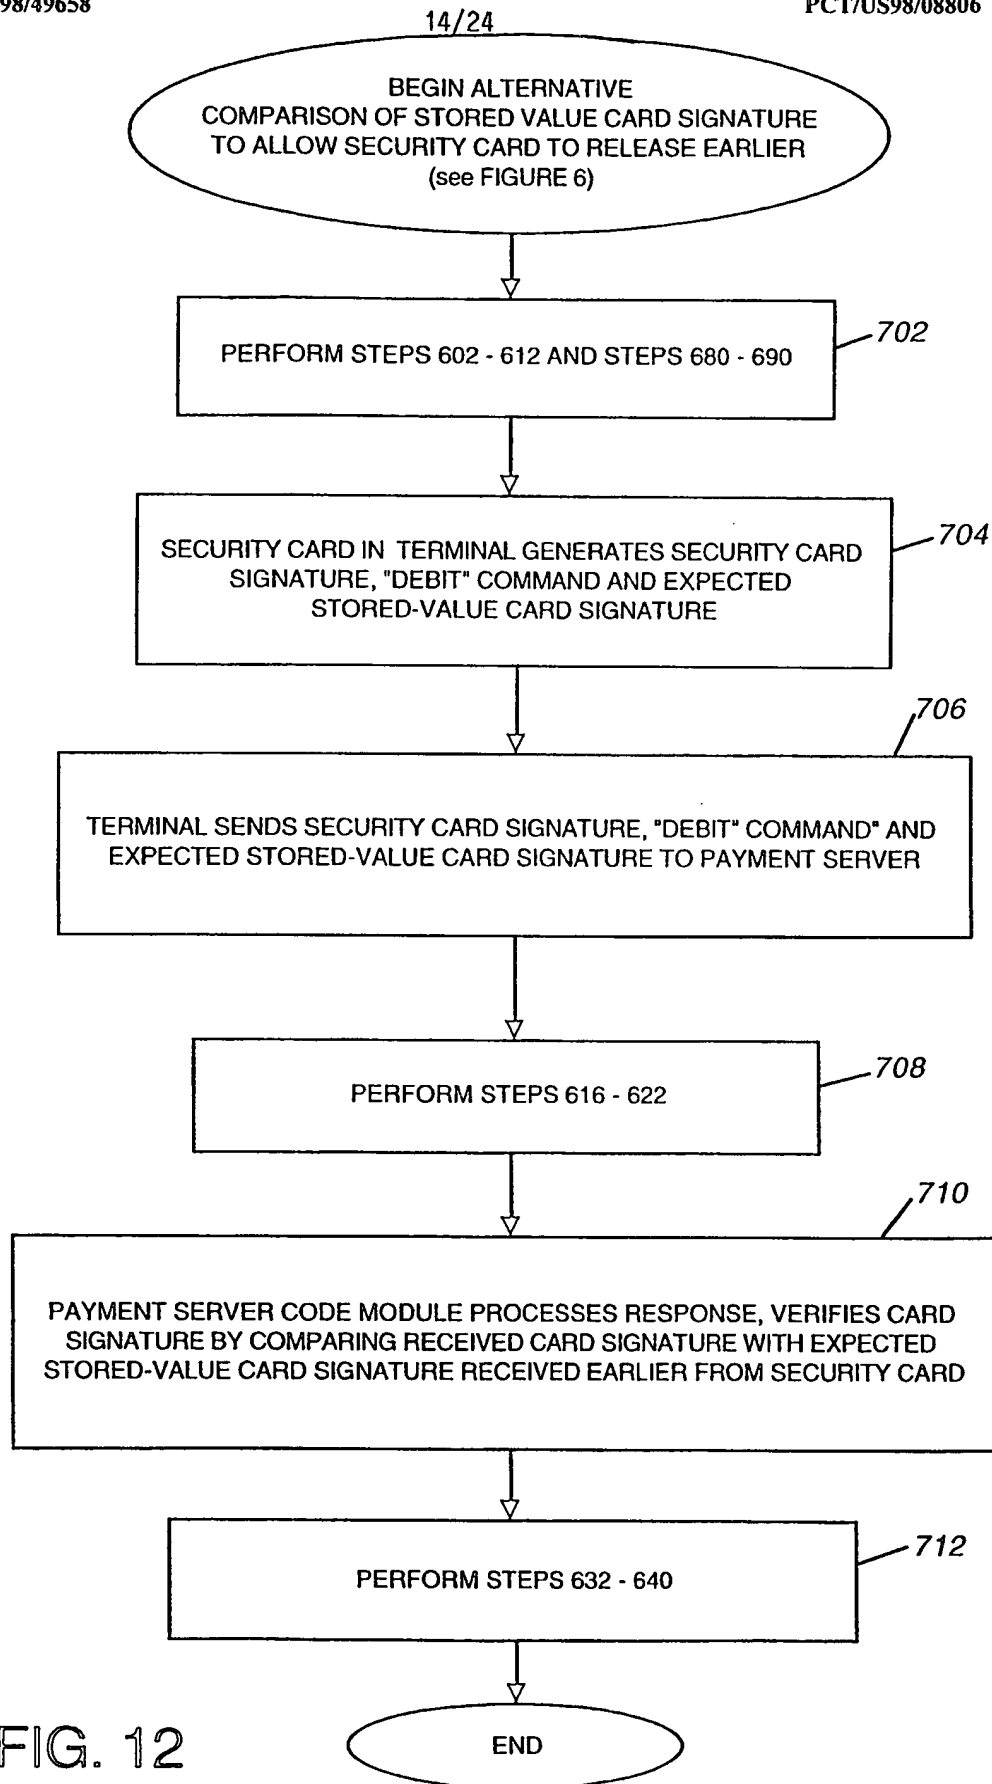 98/49658
PCT/US98/08806
14/24
BEGIN ALTERNATIVE
COMPARISON OF STORED VALUE CARD SIGNATURE
TO ALLOW SECURITY CARD TO RELEASE EARLIER
(see FIGURE 6)
702
PERFORM STEPS 602 - 612 AND STEPS 680 - 690
704
SECURITY CARD IN TERMINAL GENERATES SECURITY CARD
SIGNATURE, "DEBIT" COMMAND AND EXPECTED
STORED-VALUE CARD SIGNATURE
706
TERMINAL SENDS SECURITY CARD SIGNATURE, "DEBIT" COMMAND" AND
EXPECTED STORED-VALUE CARD SIGNATURE TO PAYMENT SERVER
708
PERFORM STEPS 616 - 622
710
PAYMENT SERVER CODE MODULE PROCESSES RESPONSE, VERIFIES CARD
SIGNATURE BY COMPARING RECEIVED CARD SIGNATURE WITH EXPECTED
STORED-VALUE CARD SIGNATURE RECEIVED EARLIER FROM SECURITY CARD
712
PERFORM STEPS 632 - 640
END
FIG. 12